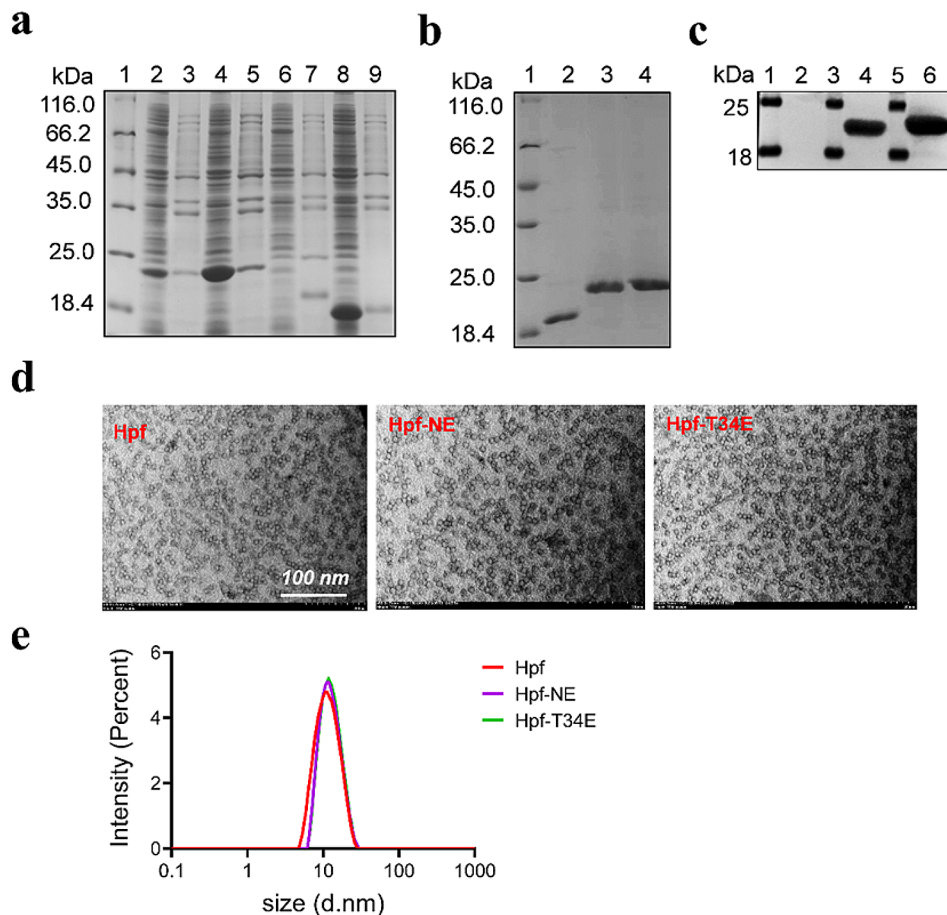 a
kDa 1 2 3 4 5 6 7 8 9
116.0
66.2
45.0
35.0
25.0
18.4
b
kDa 1 2 3 4
116.0
66.2
45.0
35.0
25.0
18.4
c
kDa 1 2 3 4 5 6
25
18
d
Hpf
100 nm
Hpf-NE
Hpf-T34E
e
Intensity (Percent)
6
4
2
0
0.1 1 10 100 1000
size (d.nm)
Hpf
Hpf-NE
Hpf-T34E